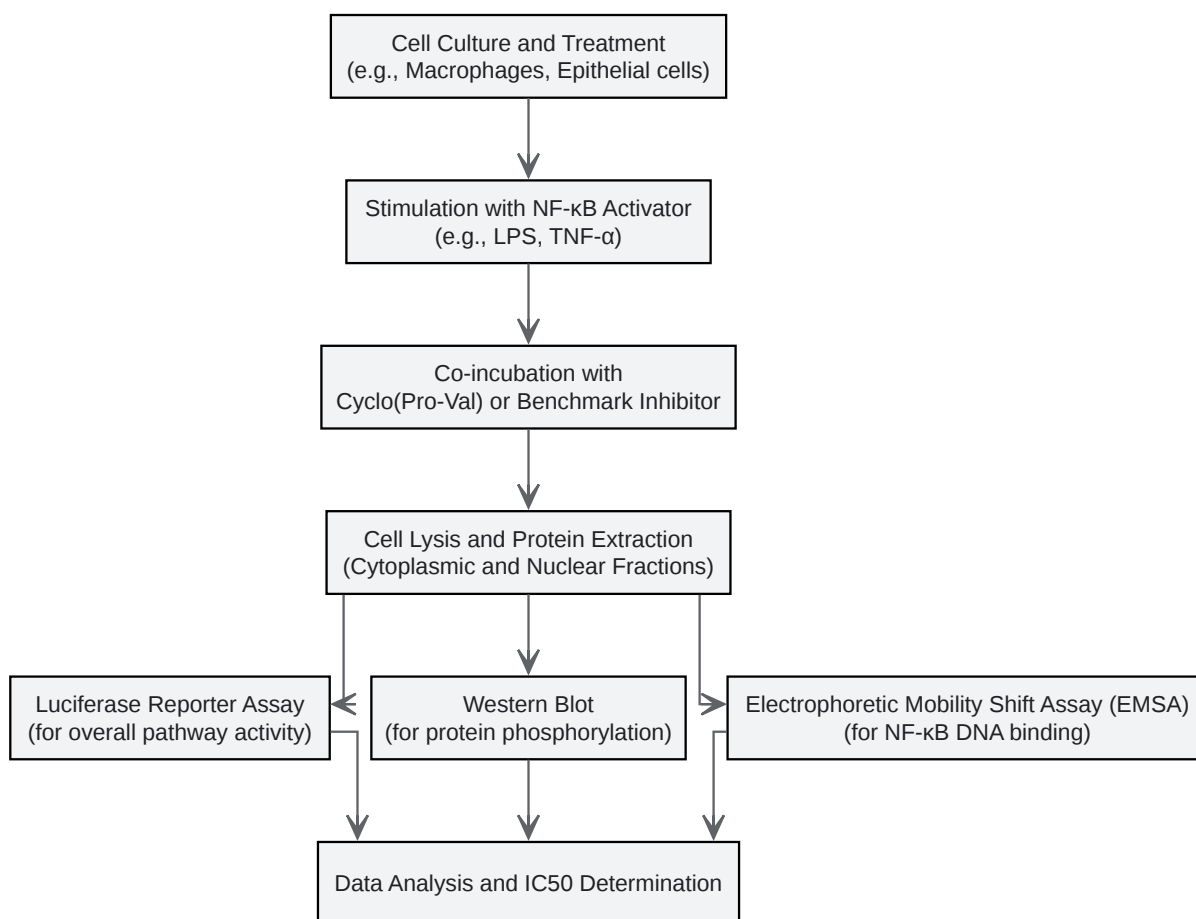 Cell Culture and Treatment
(e.g., Macrophages, Epithelial cells)
Stimulation with NF-κB Activator
(e.g., LPS, TNF-α)
Co-incubation with
Cyclo(Pro-Val) or Benchmark Inhibitor
Cell Lysis and Protein Extraction
(Cytoplasmic and Nuclear Fractions)
Luciferase Reporter Assay
(for overall pathway activity)
Western Blot
(for protein phosphorylation)
Electrophoretic Mobility Shift Assay (EMSA)
(for NF-κB DNA binding)
Data Analysis and IC50 Determination